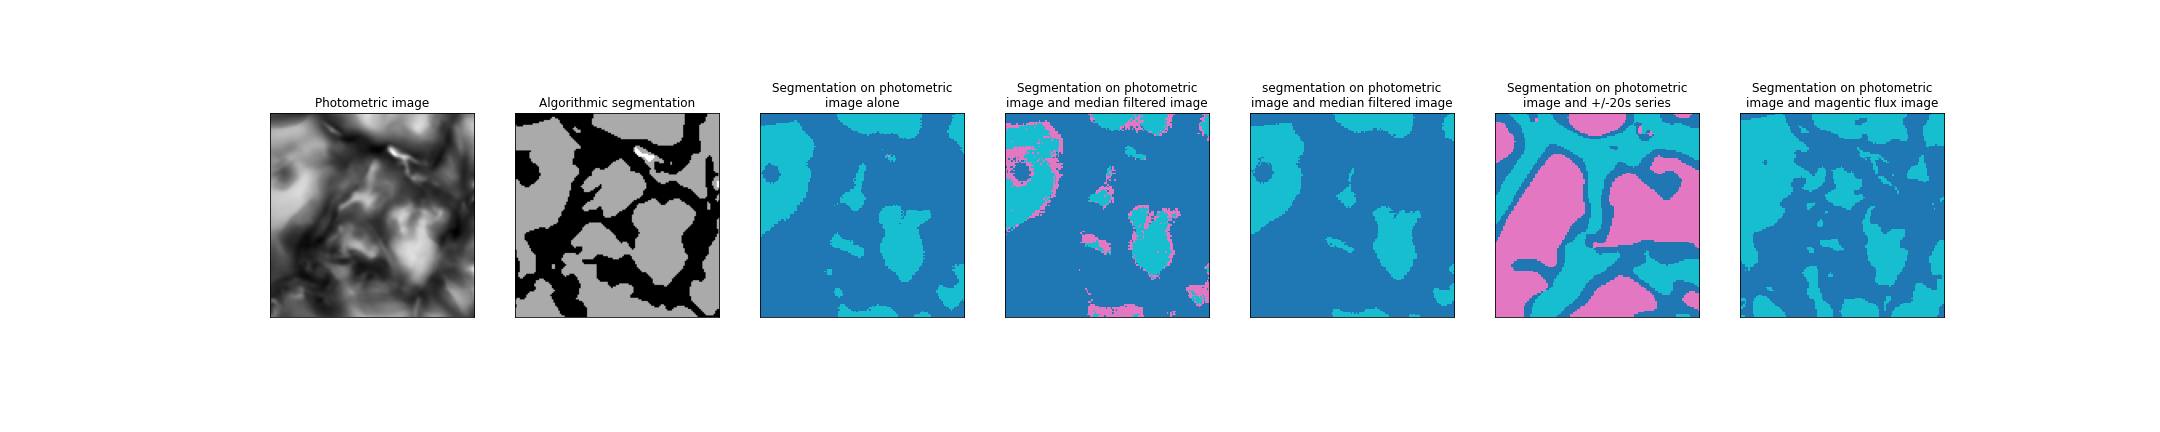 Photometric image
Algorithmic segmentation
Segmentation on photometric
image alone
Segmentation on photometric
image and median filtered image
segmentation on photometric
image and median filtered image
Segmentation on photometric
image and +/-20s series
Segmentation on photometric
image and magentic flux image